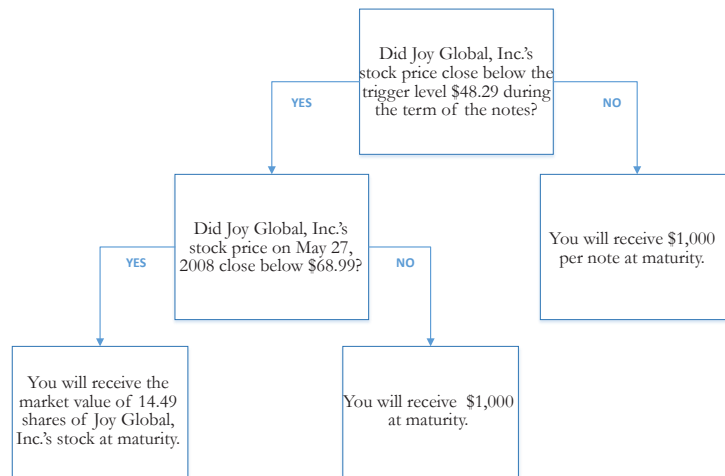 Did Joy Global, Inc.'s
stock price close below the
trigger level $48.29 during
the term of the notes?
YES
NO
Did Joy Global, Inc.'s
stock price on May 27,
2008 close below $68.99?
You will receive $1,000
per note at maturity.
YES
NO
You will receive the
market value of 14.49
shares of Joy Global,
Inc.'s stock at maturity.
You will receive $1,000
at maturity.